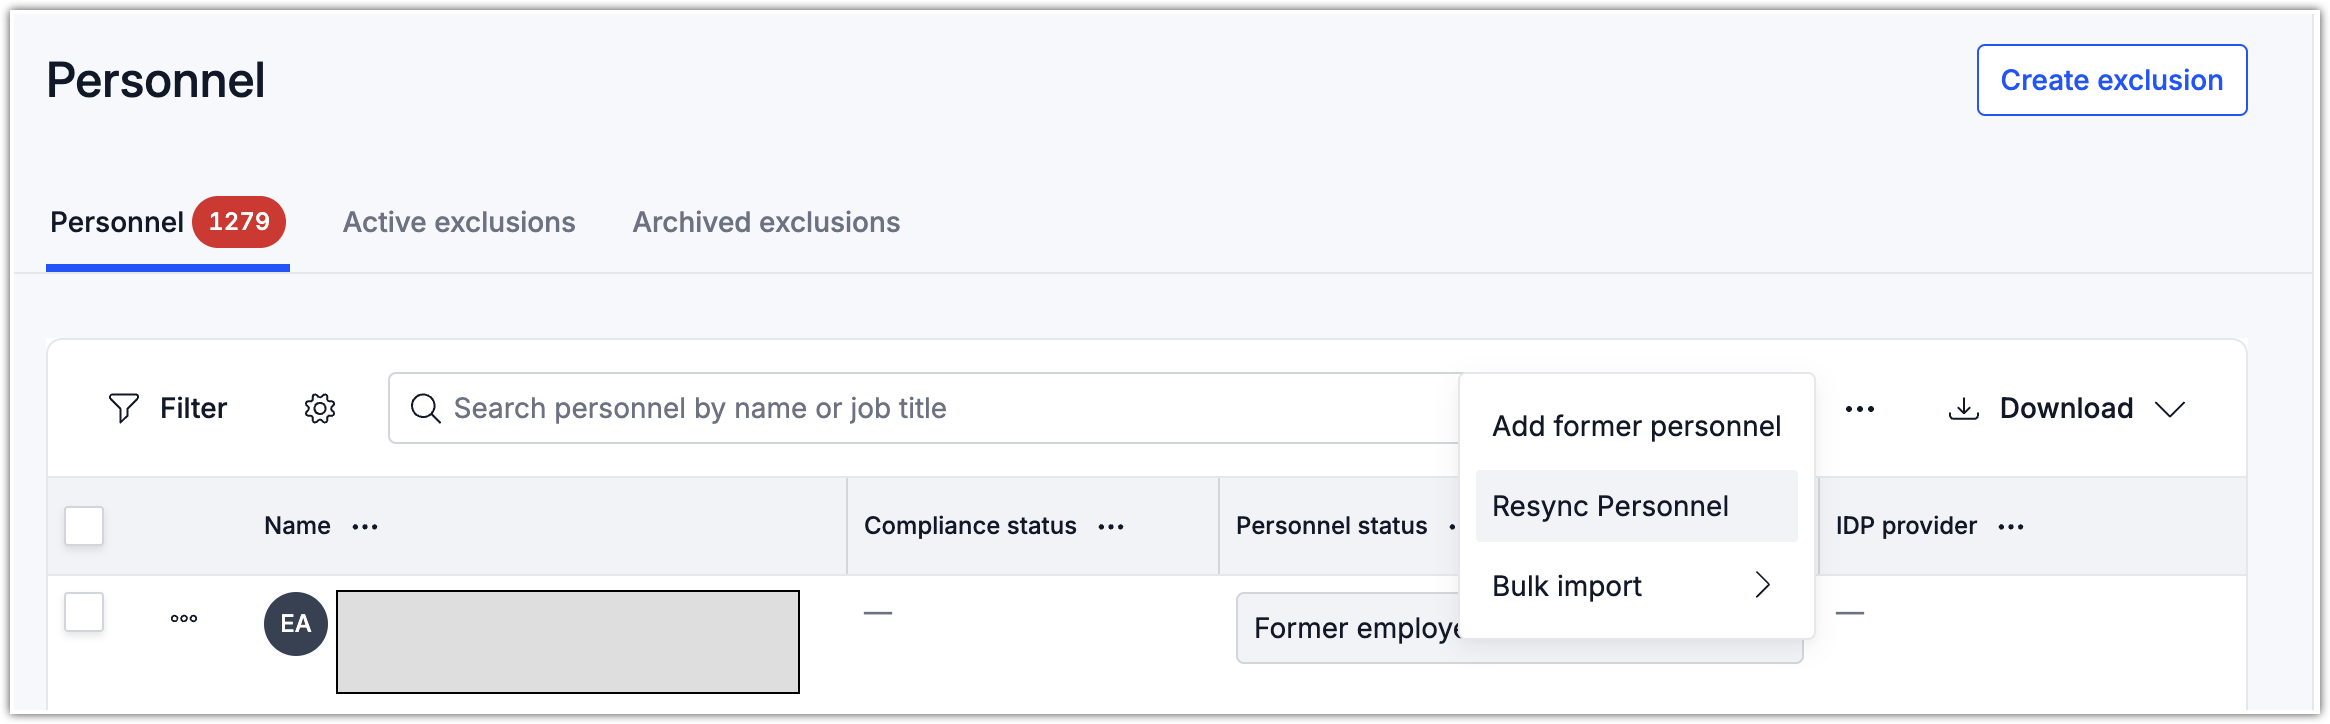 Personnel
Create exclusion
Personnel 1279 Active exclusions Archived exclusions
Filter
Search personnel by name or job title
Add former personnel
Resync Personnel
Bulk import
Download
Name
Compliance status
Personnel status
IDP provider
EA
—
Former
—